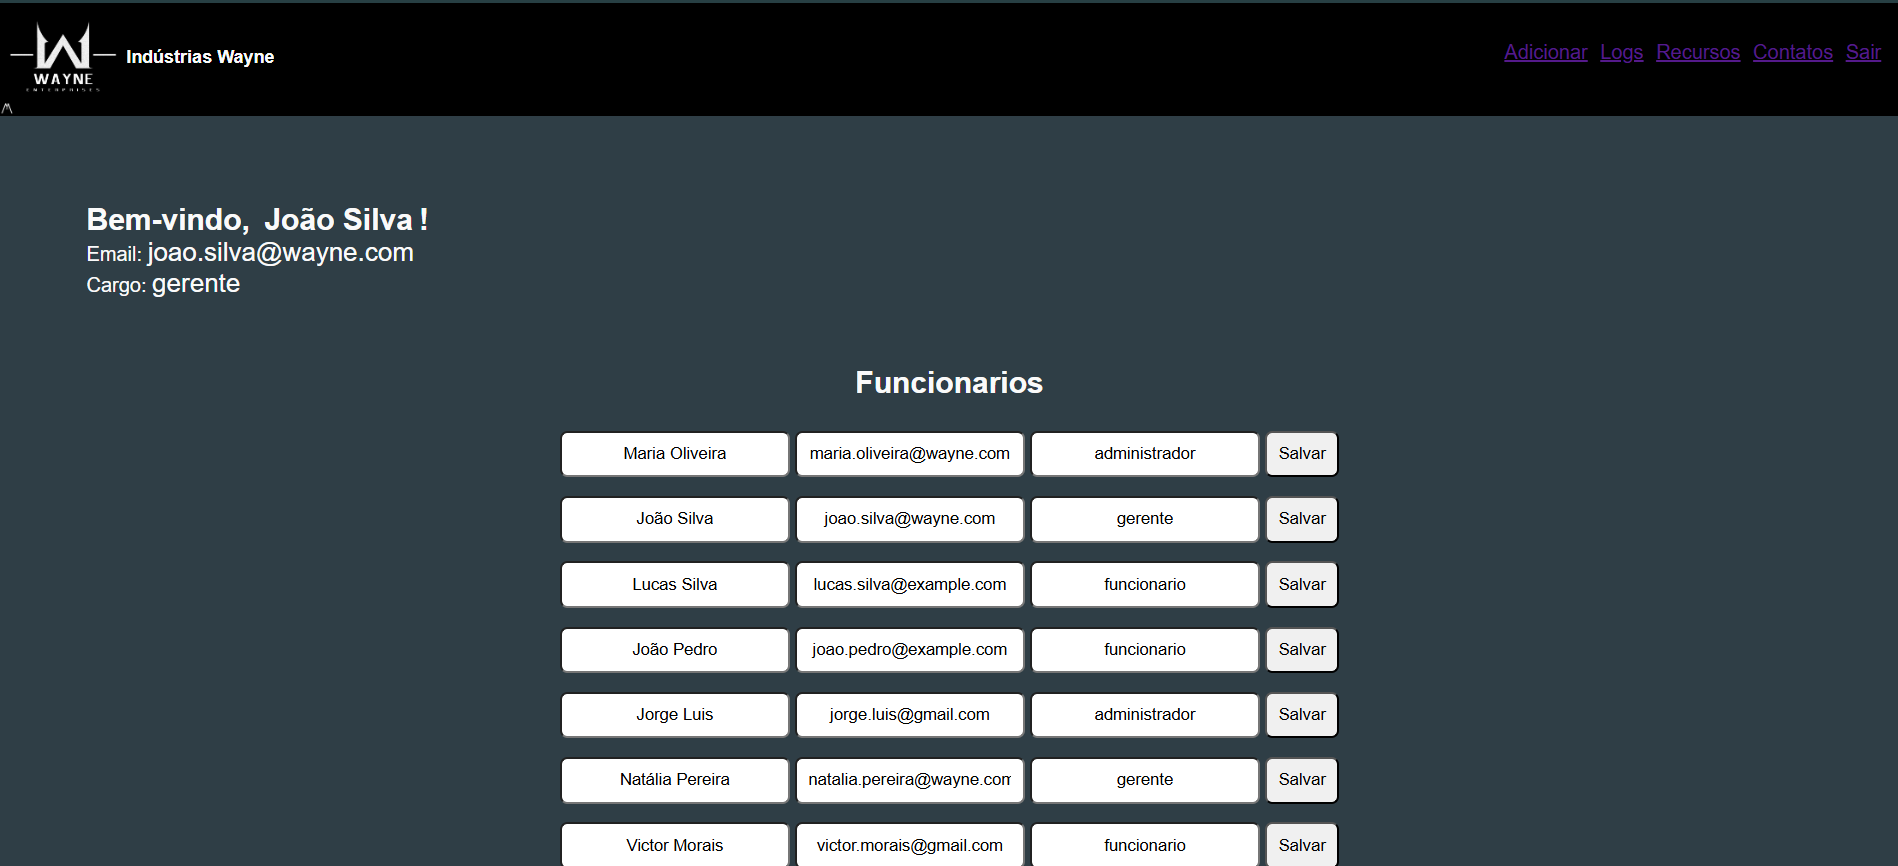 WAYNE
ENTERPRISES
Indústrias Wayne
Adicionar Logs Recursos Contatos Sair
Bem-vindo, João Silva !
Email: joao.silva@wayne.com
Cargo: gerente
Funcionarios
Maria Oliveira maria.oliveira@wayne.com administrador Salvar
João Silva joao.silva@wayne.com gerente Salvar
Lucas Silva lucas.silva@example.com funcionario Salvar
João Pedro joao.pedro@example.com funcionario Salvar
Jorge Luis jorge.luis@gmail.com administrador Salvar
Natália Pereira natalia.pereira@wayne.com gerente Salvar
Victor Morais victor.morais@gmail.com funcionario Salvar